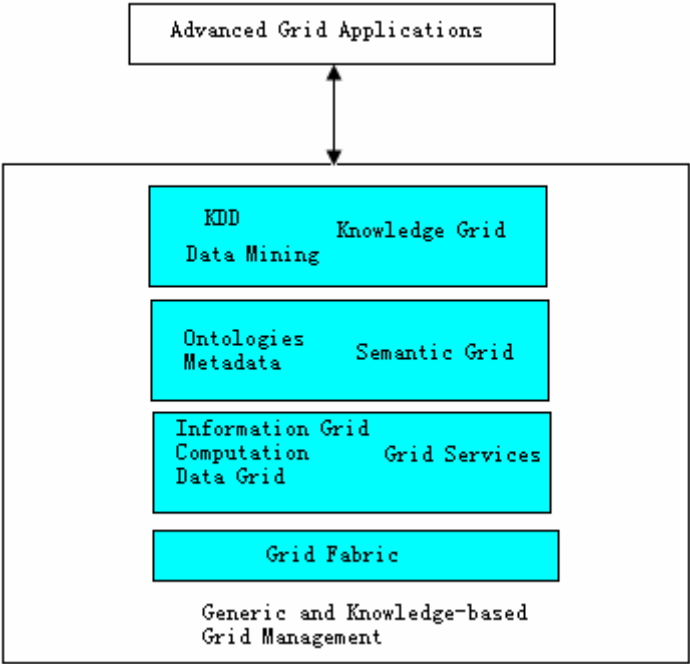 Advanced Grid Applications
KDD
Knowledge Grid
Data Mining
Ontologies
Metadata
Semantic Grid
Information Grid
Computation
Data Grid
Grid Services
Grid Fabric
Generic and Knowledge-based
Grid Management